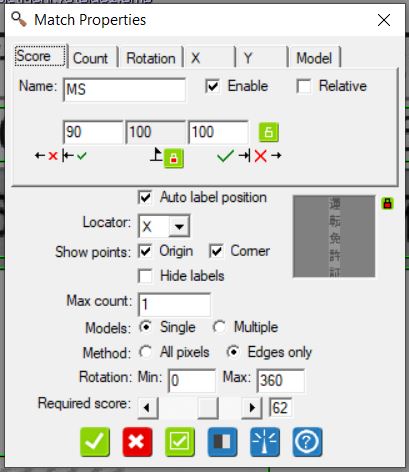 Match Properties
Score Count Rotation X Y Model
Name: MS Enable Relative
90 100 100
Auto label position
Locator: X
Show points: Origin Corner
Hide labels
Max count: 1
Models: Single Multiple
Method: All pixels Edges only
Rotation: Min: 0 Max: 360
Required score: 62
運転免許証